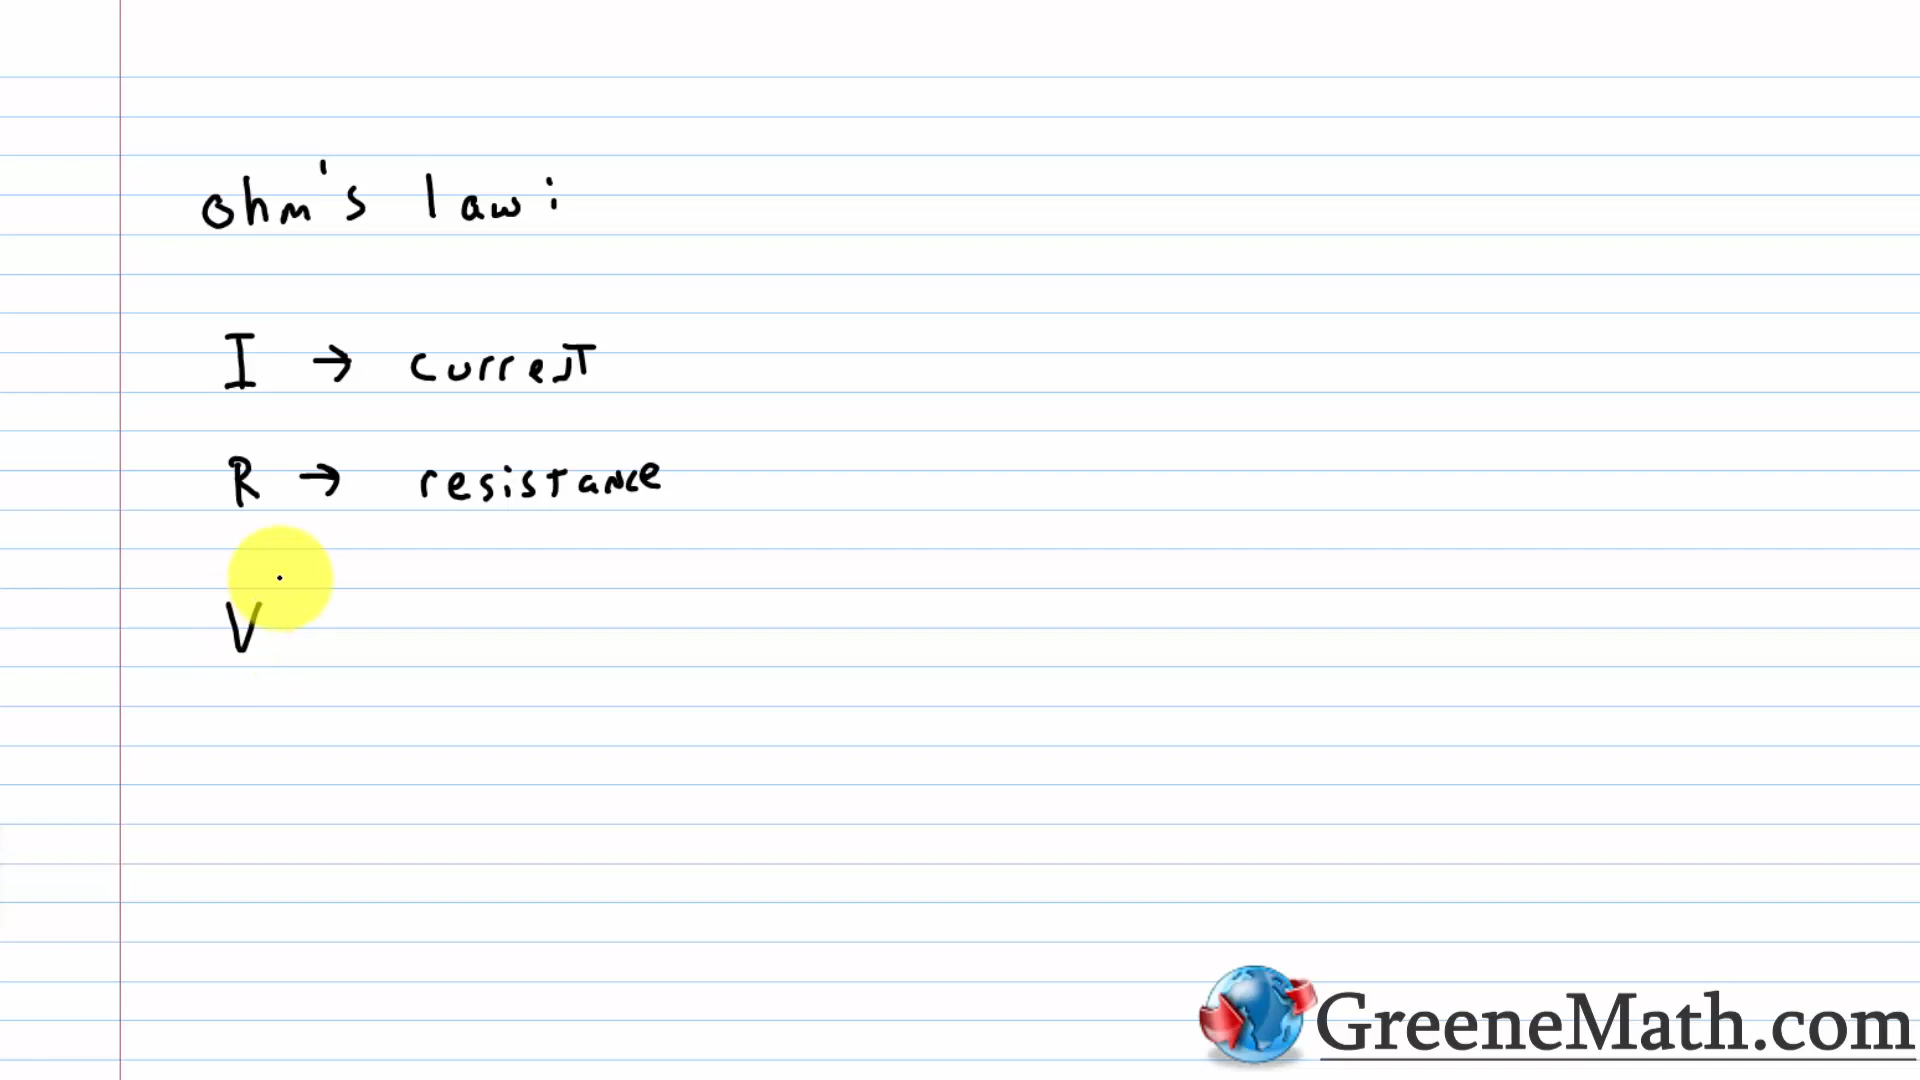 ohm's law:
I → current
R → resistance
V
GreeneMath.com